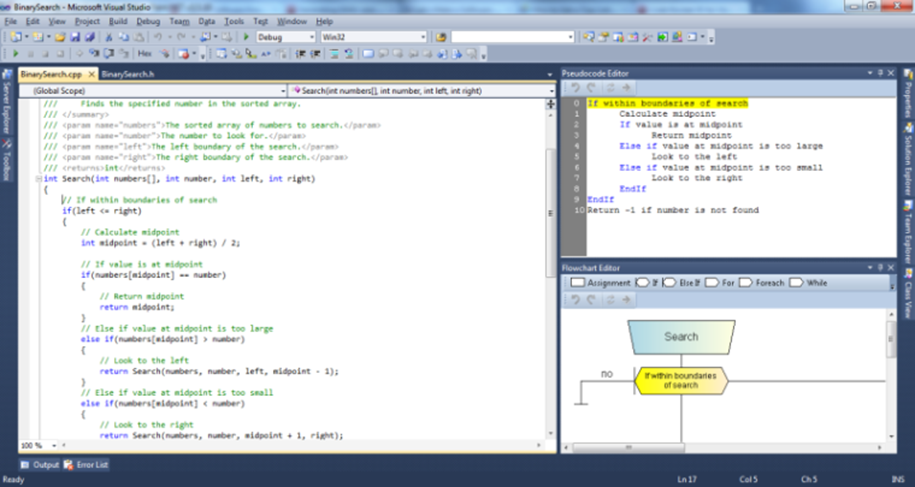 BinarySearch - Microsoft Visual Studio
File Edit View Project Build Debug Team Data Tools Test Window Help
Debug Win32
Hex
BinarySearch.cpp BinarySearch.h
(Global Scope) Search(int numbers[], int number, int left, int right)
/// Finds the specified number in the sorted array.
/// </summary>
/// <param name="numbers">The sorted array of numbers to search.</param>
/// <param name="number">The number to look for.</param>
/// <param name="left">The left boundary of the search.</param>
/// <param name="right">The right boundary of the search.</param>
/// <returns>int</returns>
int Search(int numbers[], int number, int left, int right)
{
// If within boundaries of search
if(left <= right)
{
// Calculate midpoint
int midpoint = (left + right) / 2;
// If value is at midpoint
if(numbers[midpoint] == number)
{
// Return midpoint
return midpoint;
}
// Else if value at midpoint is too large
else if(numbers[midpoint] > number)
{
// Look to the left
return Search(numbers, number, left, midpoint - 1);
}
// Else if value at midpoint is too small
else if(numbers[midpoint] < number)
{
// Look to the right
return Search(numbers, number, midpoint + 1, right);
100 %
Server Explorer
Toolbox
Pseudocode Editor
0 If within boundaries of search
1 Calculate midpoint
2 If value is at midpoint
3 Return midpoint
4 Else if value at midpoint is too large
5 Look to the left
6 Else if value at midpoint is too small
7 Look to the right
8 EndIf
9 EndIf
10 Return -1 if number is not found
Flowchart Editor
Assignment If Else If For Foreach While
Search
no
If within boundaries
of search
Properties
Solution Explorer
Team Explorer
Class View
Output Error List
Ready Ln 17 Col 5 Ch 5 INS